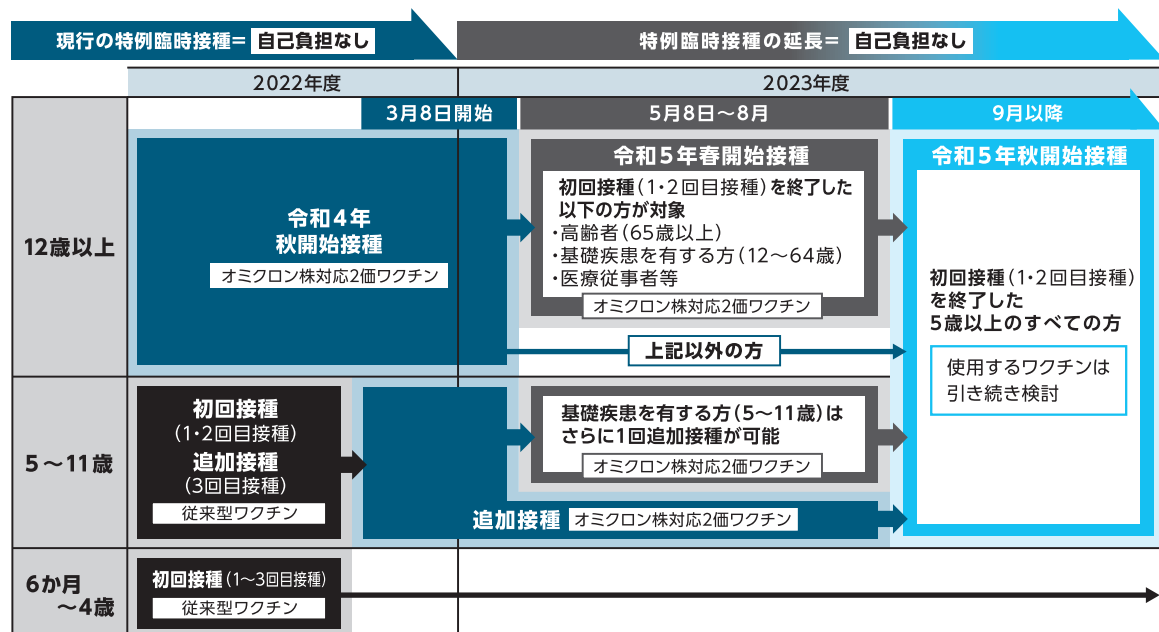 現行の特例臨時接種＝ 自己負担なし
特例臨時接種の延長＝ 自己負担なし
2022年度
2023年度
3月8日開始
5月8日～8月
9月以降
12歳以上
令和4年
秋開始接種
オミクロン株対応2価ワクチン
令和5年春開始接種
初回接種（1・2回目接種）を終了した
以下の方が対象
・高齢者（65歳以上）
・基礎疾患を有する方（12～64歳）
・医療従事者等
オミクロン株対応2価ワクチン
上記以外の方
令和5年秋開始接種
初回接種（1・2回目接種）
を終了した
5歳以上のすべての方
使用するワクチンは
引き続き検討
5～11歳
初回接種
（1・2回目接種）
追加接種
（3回目接種）
従来型ワクチン
基礎疾患を有する方（5～11歳）は
さらに1回追加接種が可能
オミクロン株対応2価ワクチン
追加接種 オミクロン株対応2価ワクチン
6か月
～4歳
初回接種（1～3回目接種）
従来型ワクチン